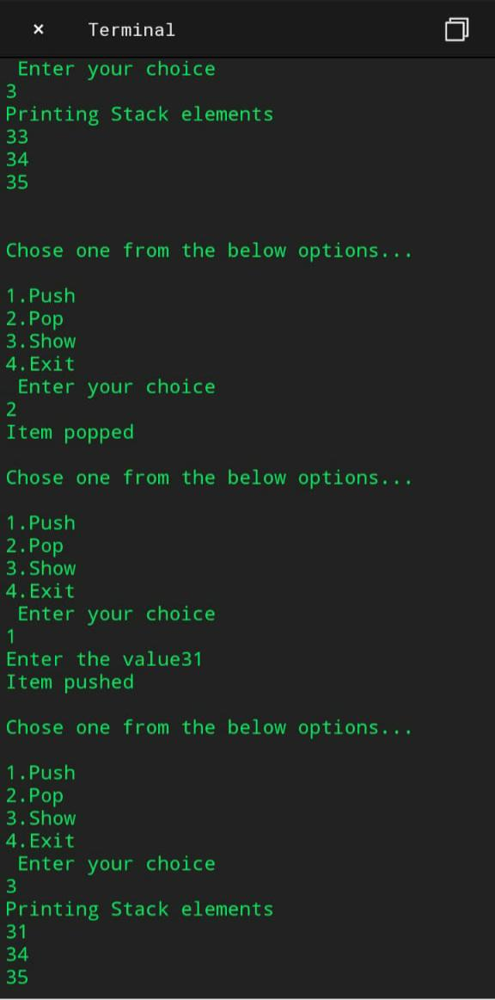 × Terminal
Enter your choice
3
Printing Stack elements
33
34
35
Chose one from the below options...
1.Push
2.Pop
3.Show
4.Exit
Enter your choice
2
Item popped
Chose one from the below options...
1.Push
2.Pop
3.Show
4.Exit
Enter your choice
1
Enter the value31
Item pushed
Chose one from the below options...
1.Push
2.Pop
3.Show
4.Exit
Enter your choice
3
Printing Stack elements
31
34
35